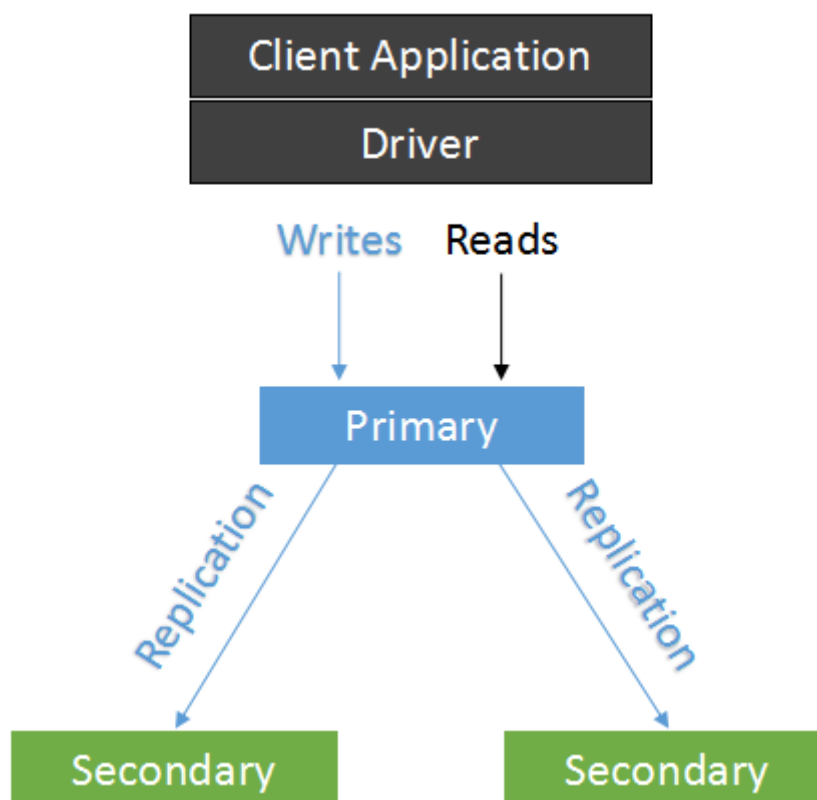 Client Application
Driver
Writes Reads
Primary
Replication
Replication
Secondary
Secondary